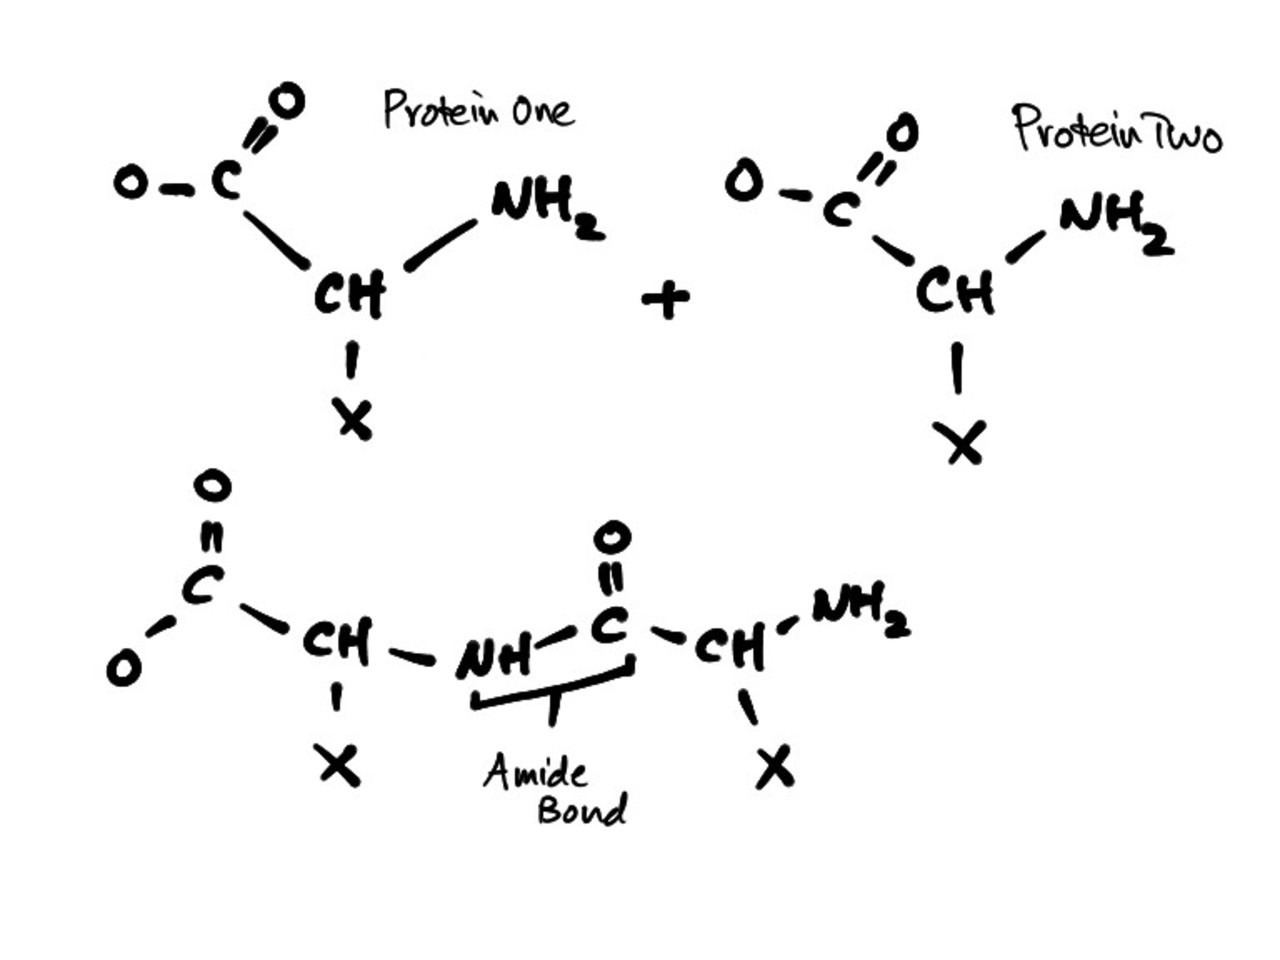 Protein One
Protein Two
O
O - C
NH2
CH
X
+
O
O - C
NH2
CH
X
O
C
O
CH
X
NH
O
C
CH
NH2
X
Amide
Bond